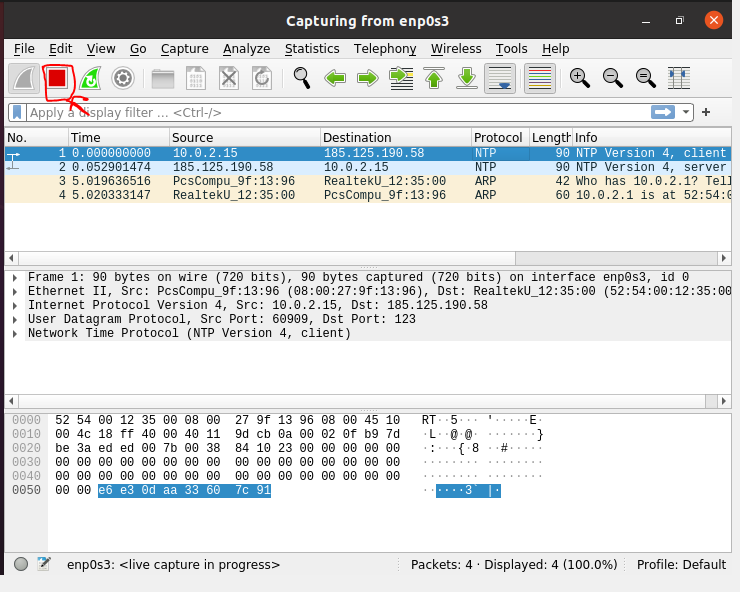 Capturing from enp0s3
File Edit View Go Capture Analyze Statistics Telephony Wireless Tools Help
Apply a display filter … <Ctrl-/>
No. Time Source Destination Protocol Length Info
1 0.000000000 10.0.2.15 185.125.190.58 NTP 90 NTP Version 4, client
2 0.052901474 185.125.190.58 10.0.2.15 NTP 90 NTP Version 4, server
3 5.019636516 PcsCompu_9f:13:96 RealtekU_12:35:00 ARP 42 Who has 10.0.2.1? Tell
4 5.020333147 RealtekU_12:35:00 PcsCompu_9f:13:96 ARP 60 10.0.2.1 is at 52:54:0
Frame 1: 90 bytes on wire (720 bits), 90 bytes captured (720 bits) on interface enp0s3, id 0
Ethernet II, Src: PcsCompu_9f:13:96 (08:00:27:9f:13:96), Dst: RealtekU_12:35:00 (52:54:00:12:35:00
Internet Protocol Version 4, Src: 10.0.2.15, Dst: 185.125.190.58
User Datagram Protocol, Src Port: 60909, Dst Port: 123
Network Time Protocol (NTP Version 4, client)
0000 52 54 00 12 35 00 08 00 27 9f 13 96 08 00 45 10 RT··5··· '·····E·
0010 00 4c 18 ff 40 00 40 11 9d cb 0a 00 02 0f b9 7d ·L··@·@· ·······}
0020 be 3a ed ed 00 7b 00 38 84 10 23 00 00 00 00 00 ·:···{·8 ··#·····
0030 00 00 00 00 00 00 00 00 00 00 00 00 00 00 00 00 ········ ········
0040 00 00 00 00 00 00 00 00 00 00 00 00 00 00 00 00 ········ ········
0050 00 00 e6 e3 0d aa 33 60 7c 91 ······3` |·
enp0s3: <live capture in progress> Packets: 4 · Displayed: 4 (100.0%) Profile: Default